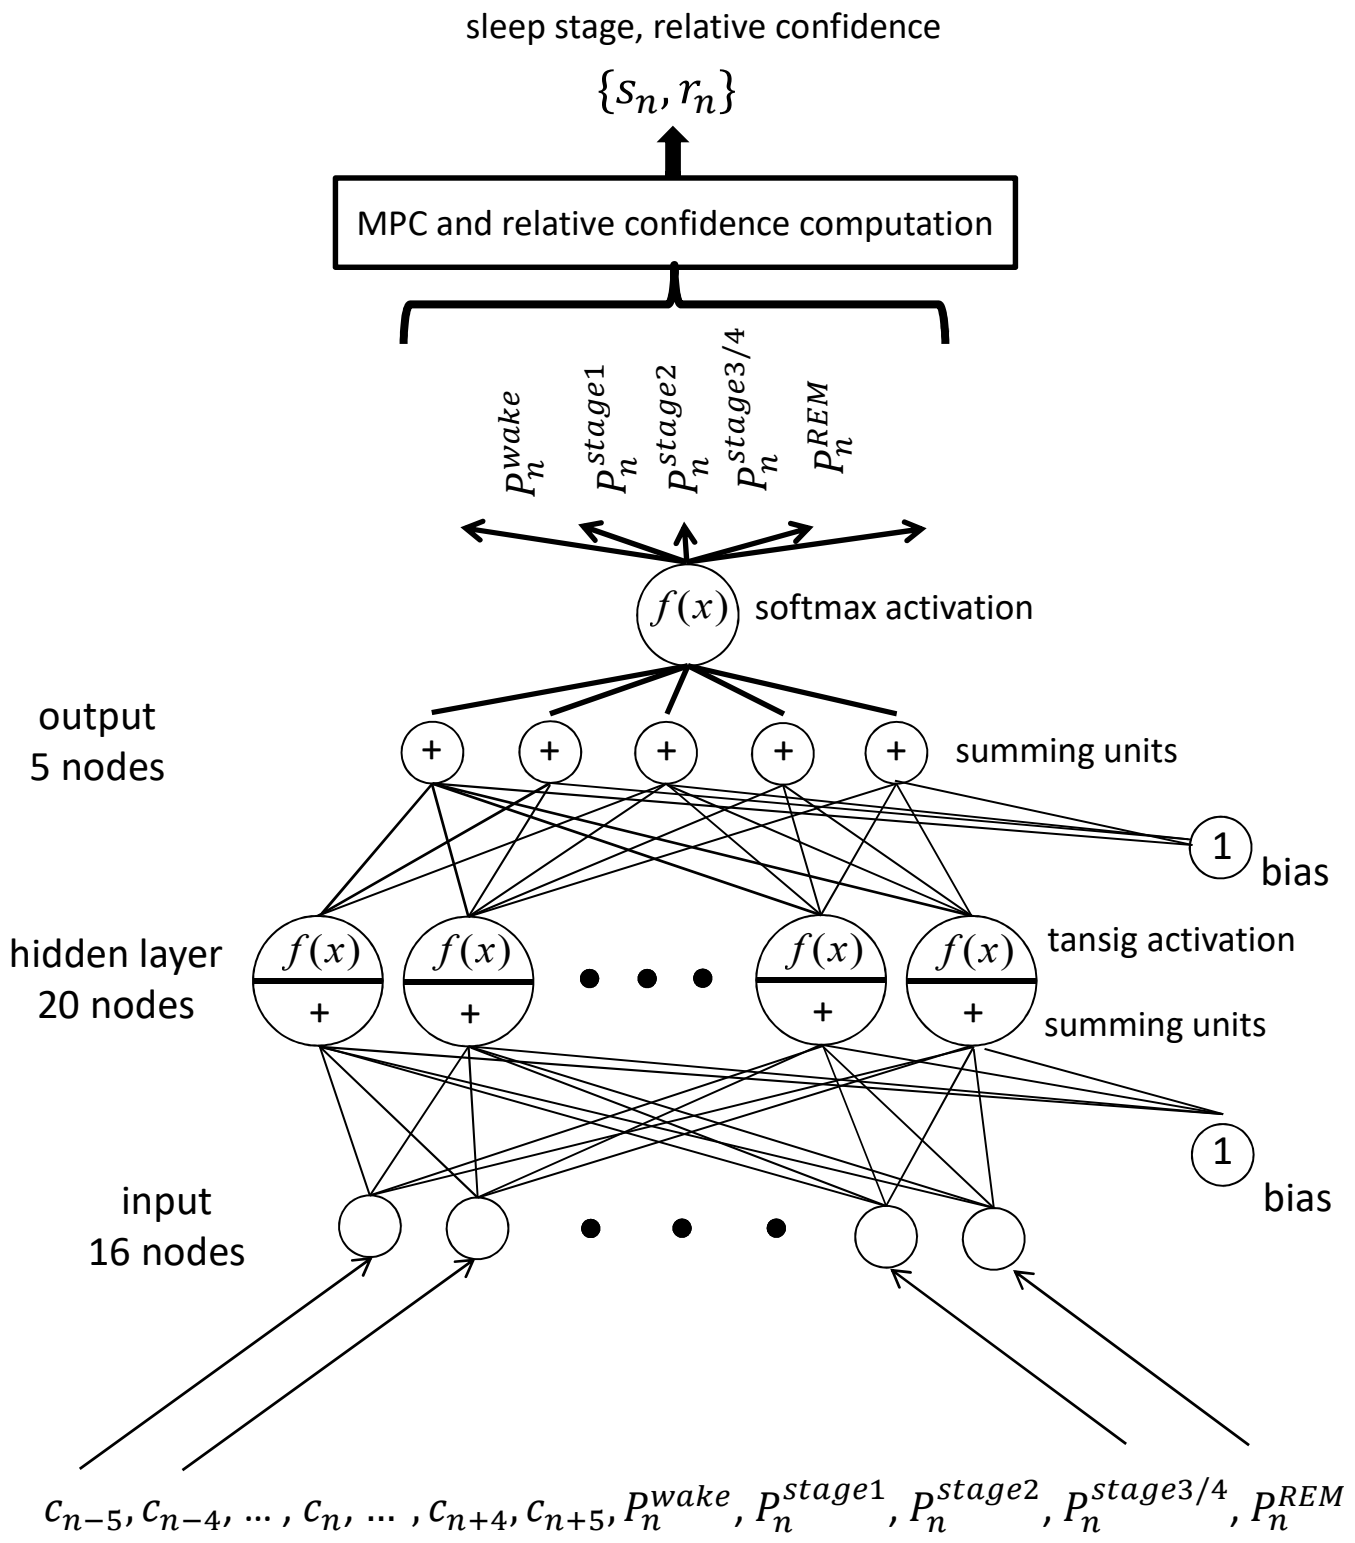 sleep stage, relative confidence
{s_n, r_n}
MPC and relative confidence computation
P_n^{wake}
P_n^{stage1}
P_n^{stage2}
P_n^{stage3/4}
P_n^{REM}
f(x)
softmax activation
output
5 nodes
+ + + + +
summing units
1
bias
hidden layer
20 nodes
f(x) f(x) • • • f(x) f(x)
+ + + +
tansig activation
summing units
1
bias
input
16 nodes
• • •
c_{n−5}, c_{n−4}, … , c_n, … , c_{n+4}, c_{n+5}, P_n^{wake}, P_n^{stage1}, P_n^{stage2}, P_n^{stage3/4}, P_n^{REM}